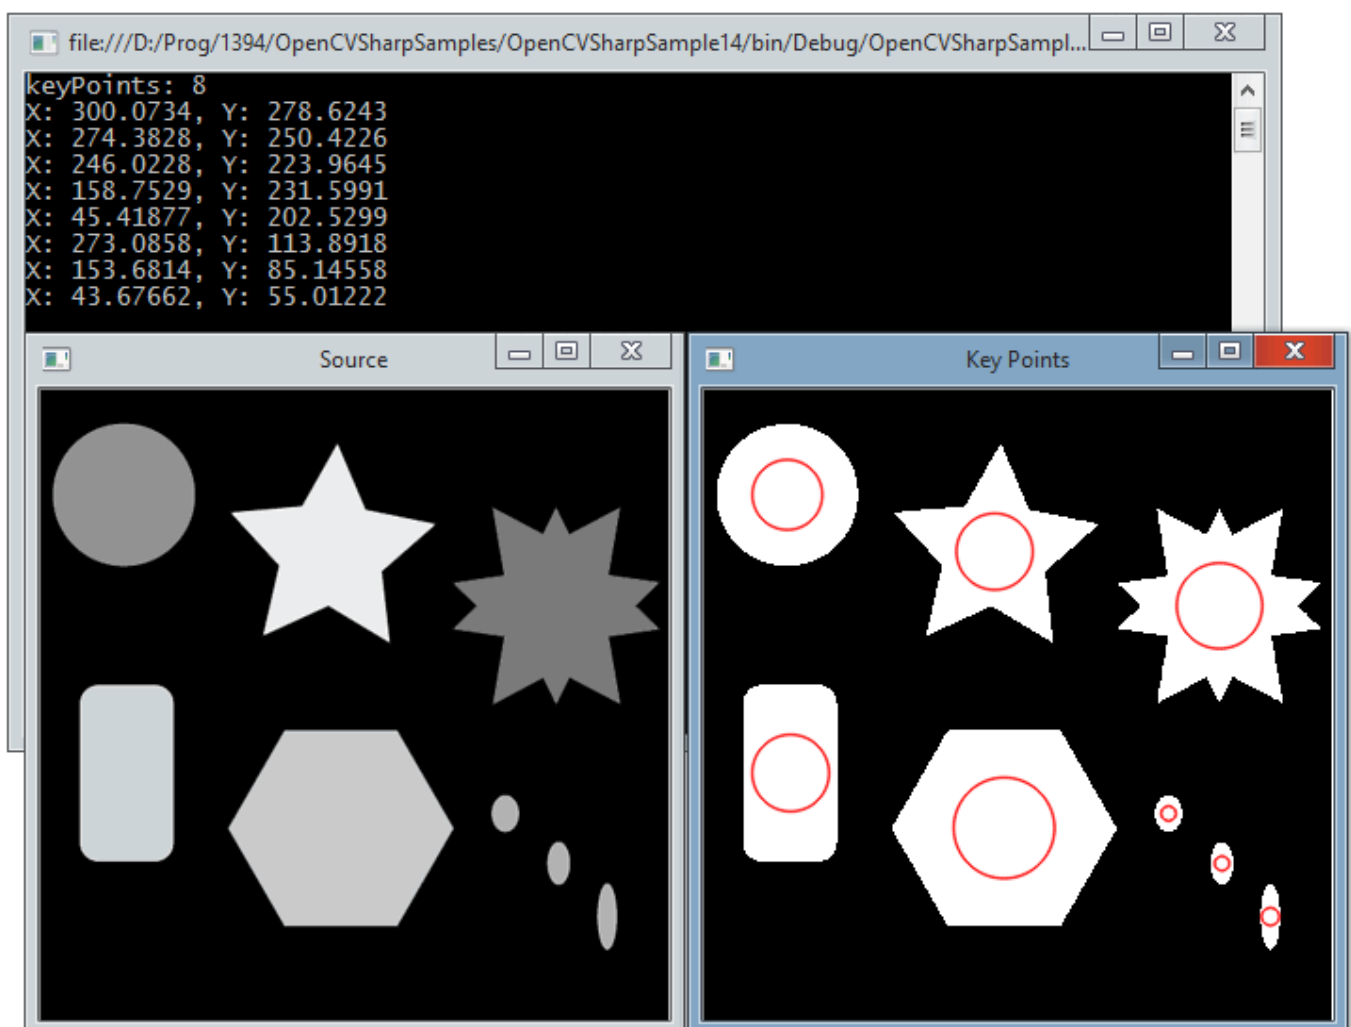 file:///D:/Prog/1394/OpenCVSharpSamples/OpenCVSharpSample14/bin/Debug/OpenCVSharpSampl...
keyPoints: 8
X: 300.0734, Y: 278.6243
X: 274.3828, Y: 250.4226
X: 246.0228, Y: 223.9645
X: 158.7529, Y: 231.5991
X: 45.41877, Y: 202.5299
X: 273.0858, Y: 113.8918
X: 153.6814, Y: 85.14558
X: 43.67662, Y: 55.01222
Source
Key Points